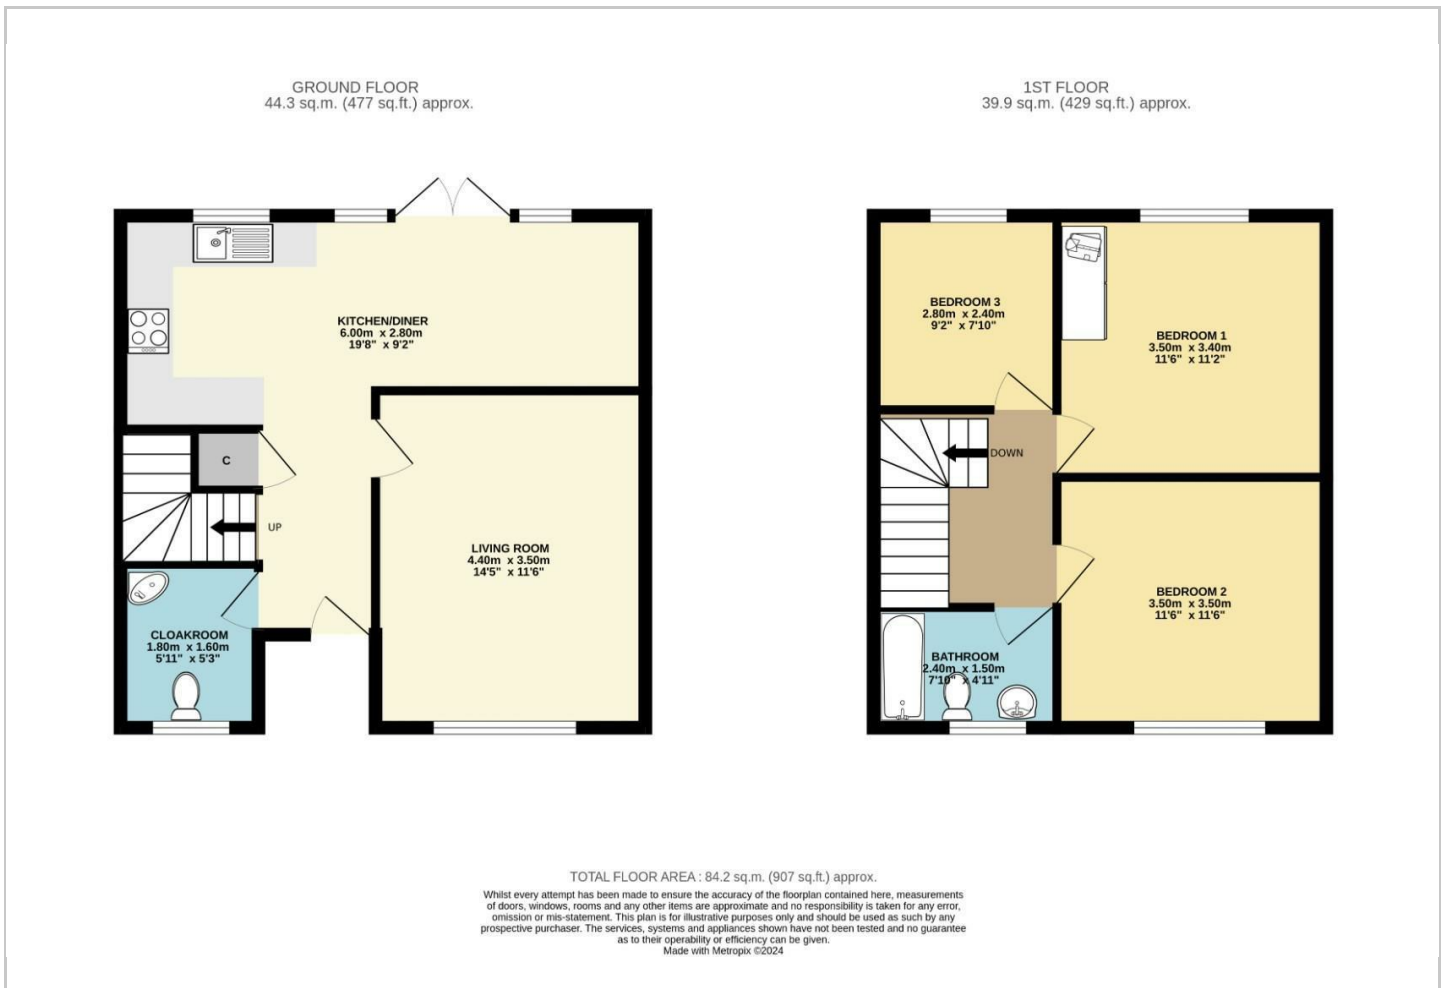 GROUND FLOOR
44.3 sq.m. (477 sq.ft.) approx.
1ST FLOOR
39.9 sq.m. (429 sq.ft.) approx.
KITCHEN/DINER
6.00m x 2.80m
19'8" x 9'2"
C
UP
LIVING ROOM
4.40m x 3.50m
14'5" x 11'6"
CLOAKROOM
1.80m x 1.60m
5'11" x 5'3"
BEDROOM 3
2.80m x 2.40m
9'2" x 7'10"
BEDROOM 1
3.50m x 3.40m
11'6" x 11'2"
DOWN
BEDROOM 2
3.50m x 3.50m
11'6" x 11'6"
BATHROOM
2.40m x 1.50m
7'10" x 4'11"
TOTAL FLOOR AREA : 84.2 sq.m. (907 sq.ft.) approx.
Whilst every attempt has been made to ensure the accuracy of the floorplan contained here, measurements
of doors, windows, rooms and any other items are approximate and no responsibility is taken for any error,
omission or mis-statement. This plan is for illustrative purposes only and should be used as such by any
prospective purchaser. The services, systems and appliances shown have not been tested and no guarantee
as to their operability or efficiency can be given.
Made with Metropix ©2024